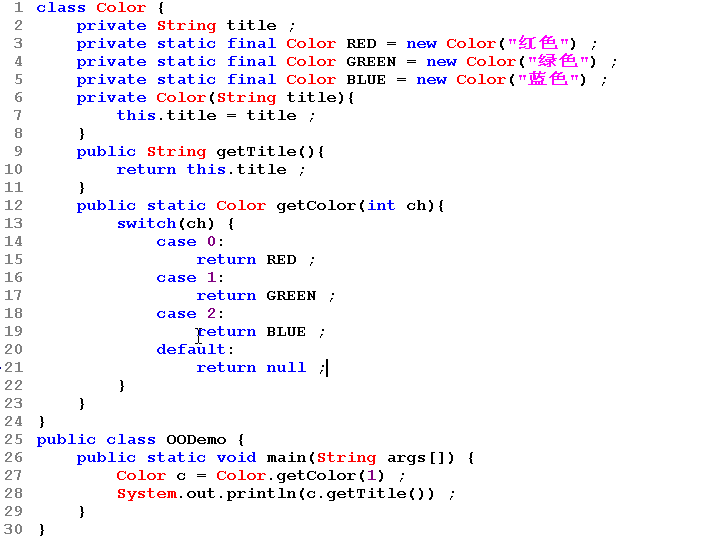 1 class Color {
2     private String title ;
3     private static final Color RED = new Color("红色") ;
4     private static final Color GREEN = new Color("绿色") ;
5     private static final Color BLUE = new Color("蓝色") ;
6     private Color(String title){
7         this.title = title ;
8     }
9     public String getTitle(){
10         return this.title ;
11     }
12     public static Color getColor(int ch){
13         switch(ch) {
14             case 0:
15                 return RED ;
16             case 1:
17                 return GREEN ;
18             case 2:
19                 return BLUE ;
20             default:
21                 return null ;
22         }
23     }
24 }
25 public class OODemo {
26     public static void main(String args[]) {
27         Color c = Color.getColor(1) ;
28         System.out.println(c.getTitle()) ;
29     }
30 }